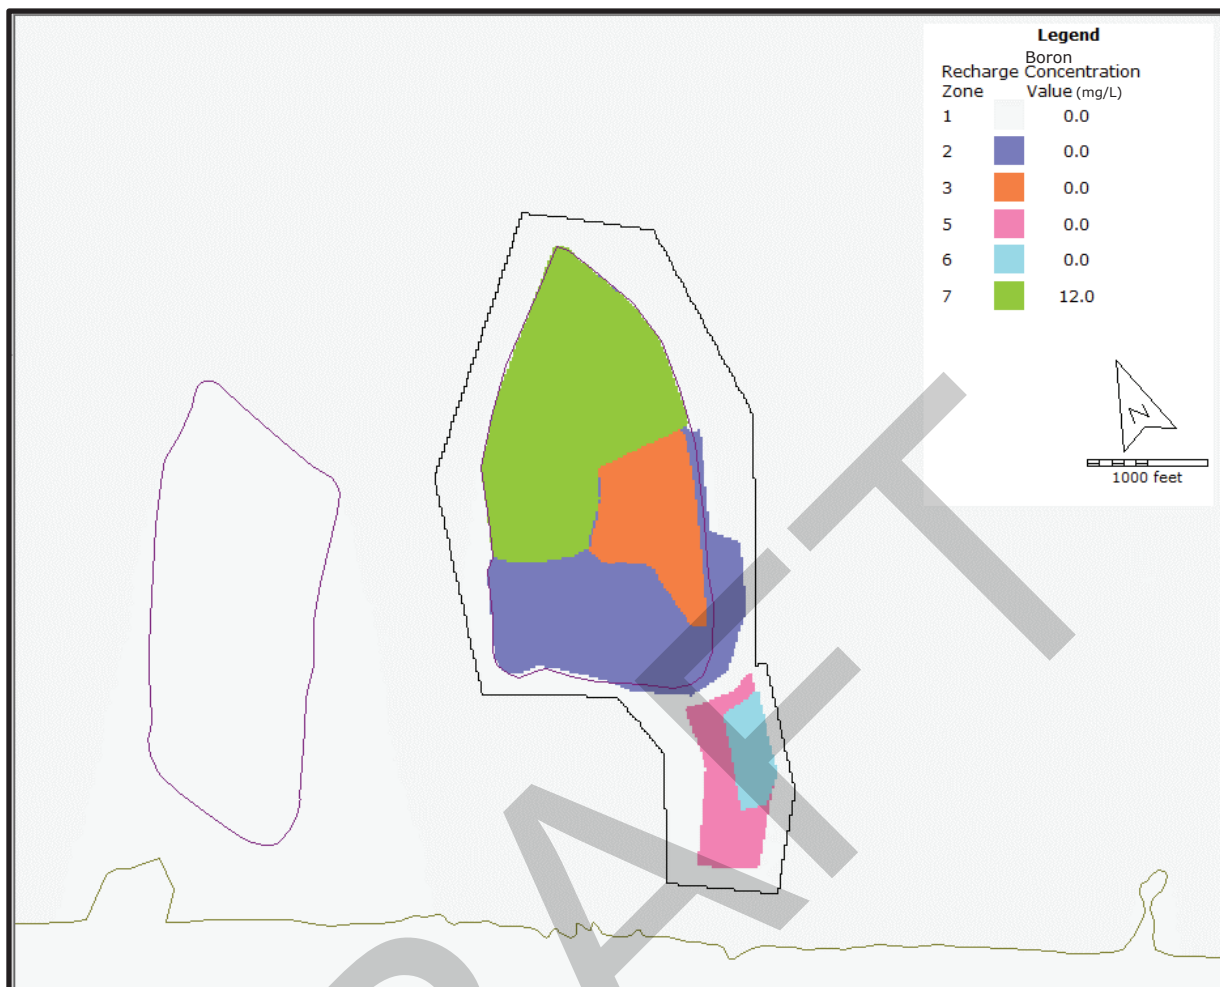 Legend
Boron
Recharge Concentration
Zone Value (mg/L)
1 0.0
2 0.0
3 0.0
5 0.0
6 0.0
7 12.0
N
1000 feet
DRAFT